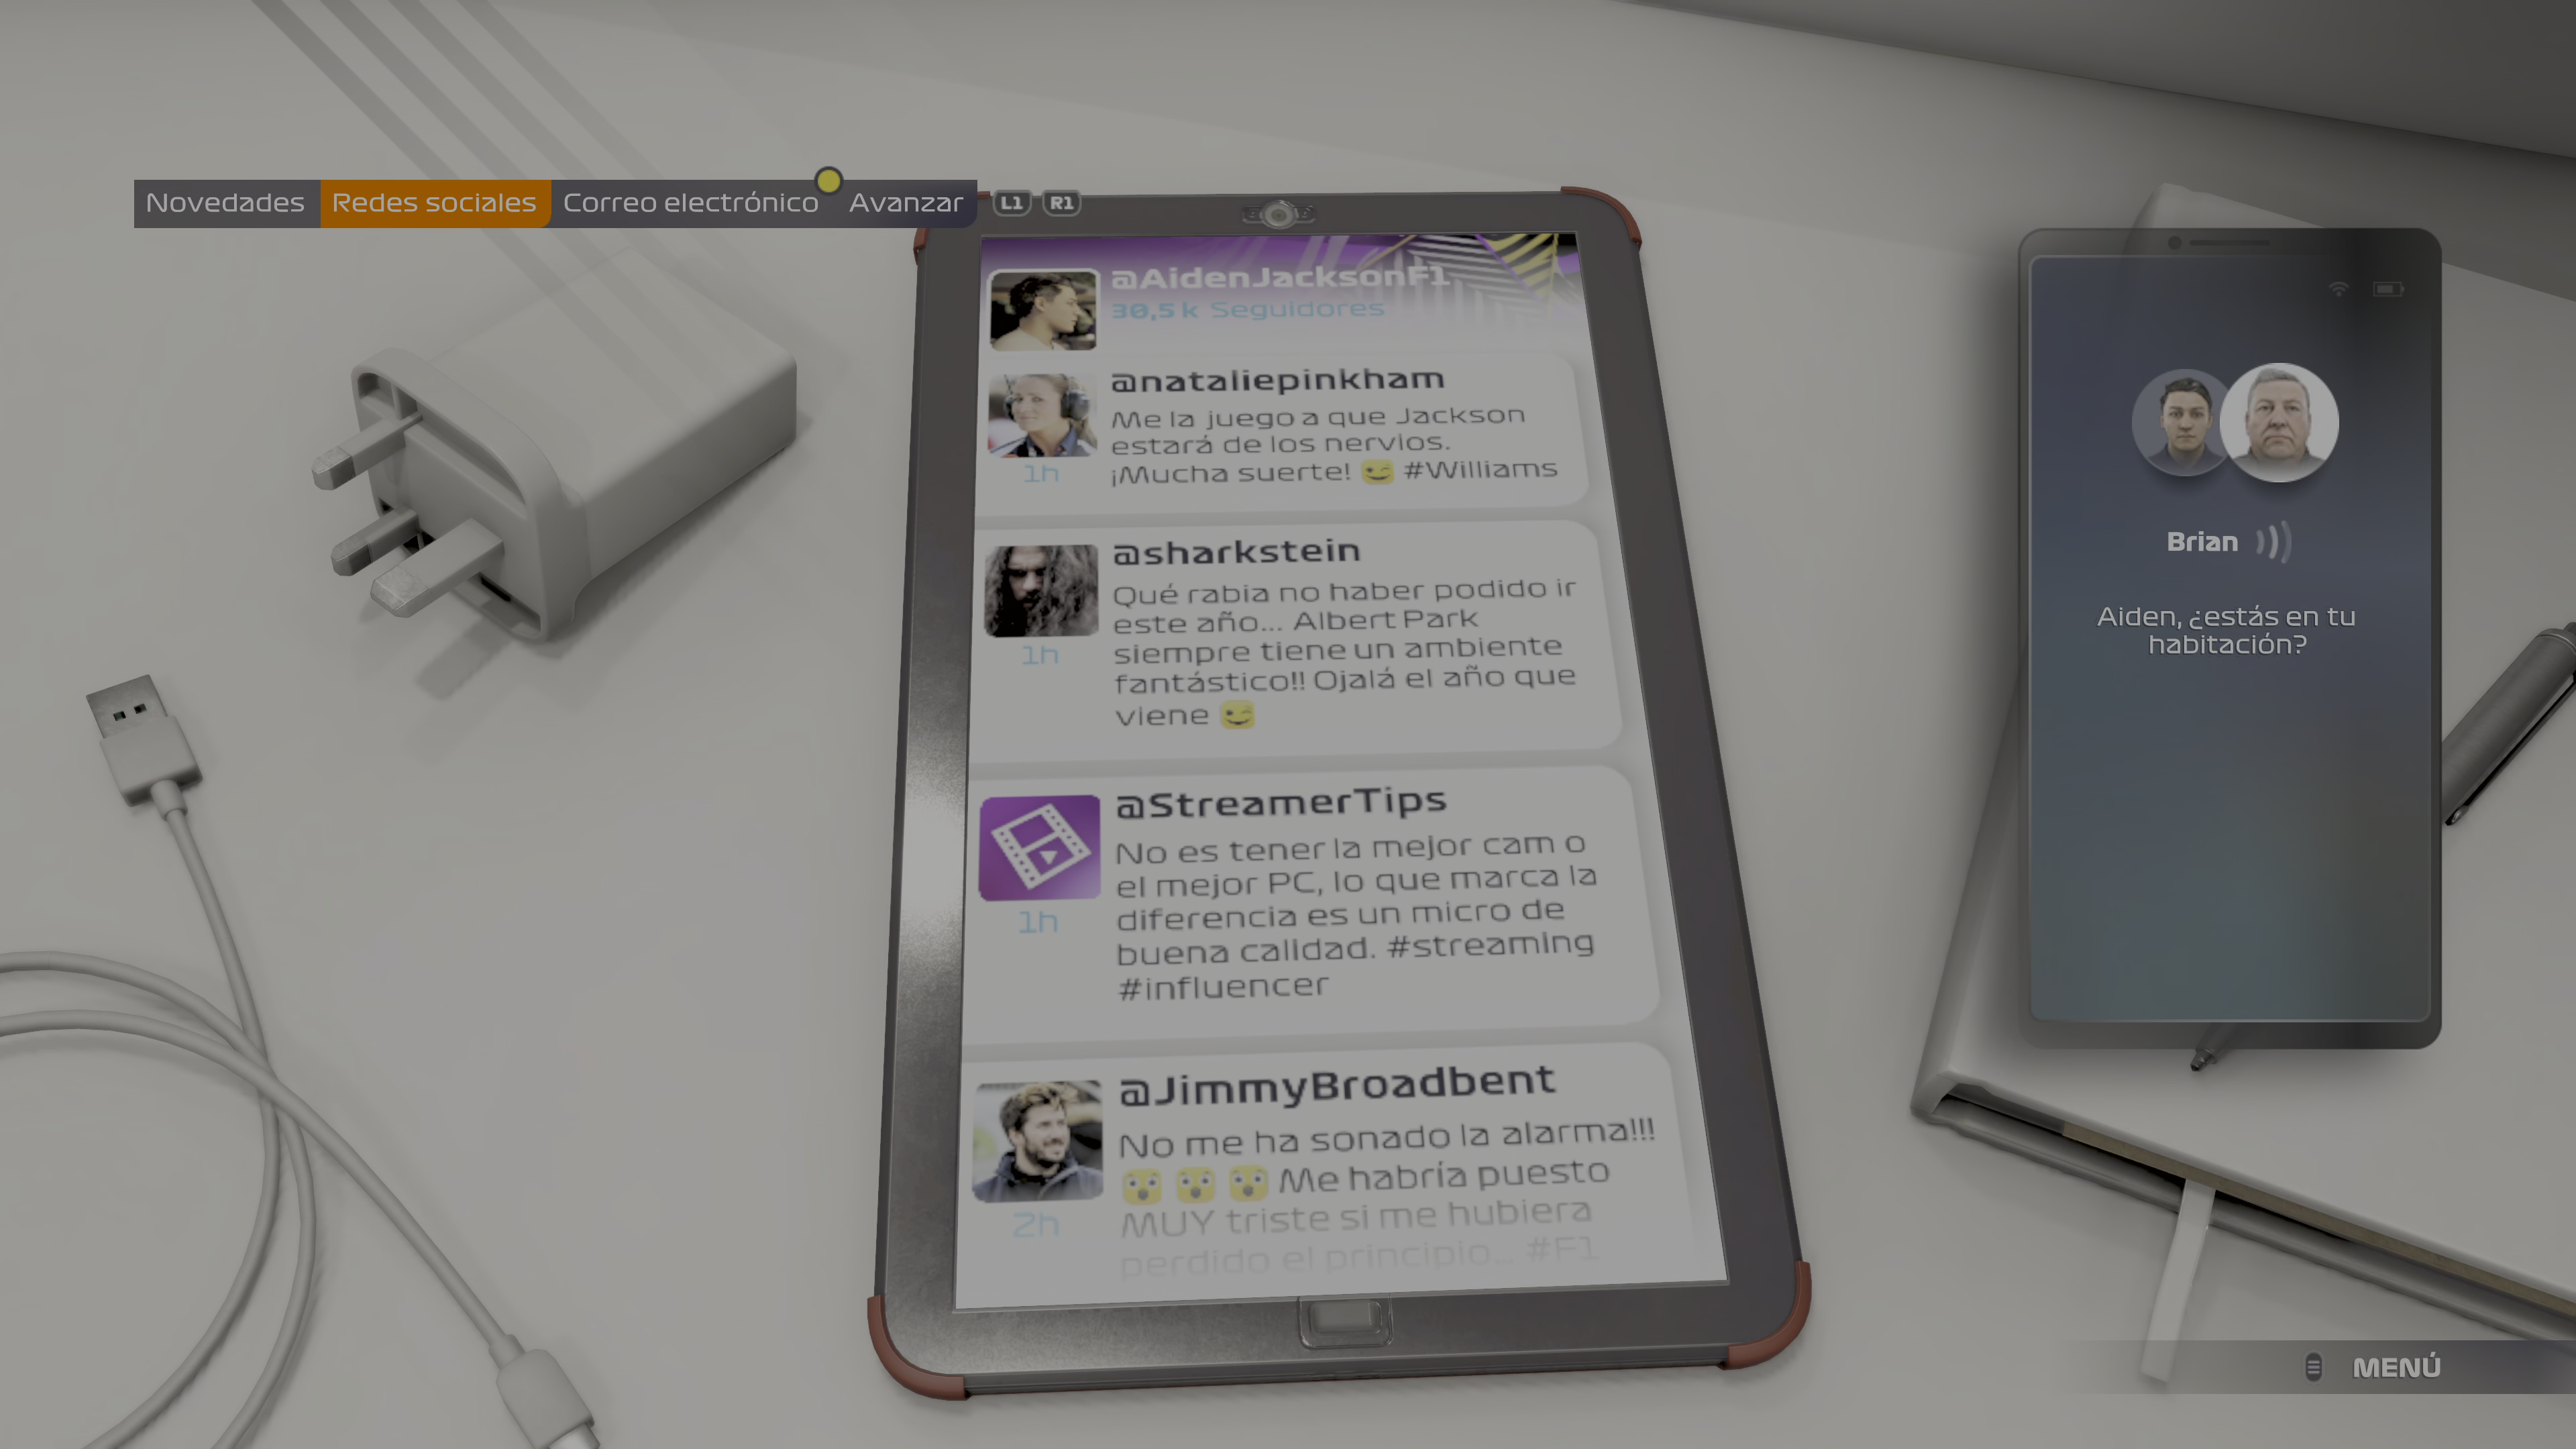 Novedades
Redes sociales
Correo electrónico
Avanzar
L1
R1
@AidenJacksonF1
30,5 k Seguidores
@nataliepinkham
Me la juego a que Jackson
estará de los nervios.
¡Mucha suerte! 😉 #Williams
1h
@sharkstein
Qué rabia no haber podido ir
este año... Albert Park
siempre tiene un ambiente
fantástico!! Ojalá el año que
viene 😉
1h
@StreamerTips
No es tener la mejor cam o
el mejor PC, lo que marca la
diferencia es un micro de
buena calidad. #streaming
#influencer
1h
@JimmyBroadbent
No me ha sonado la alarma!!!
😲 😲 😲 Me habría puesto
MUY triste si me hubiera
perdido el principio... #F1
2h
Brian
Aiden, ¿estás en tu
habitación?
MENÚ